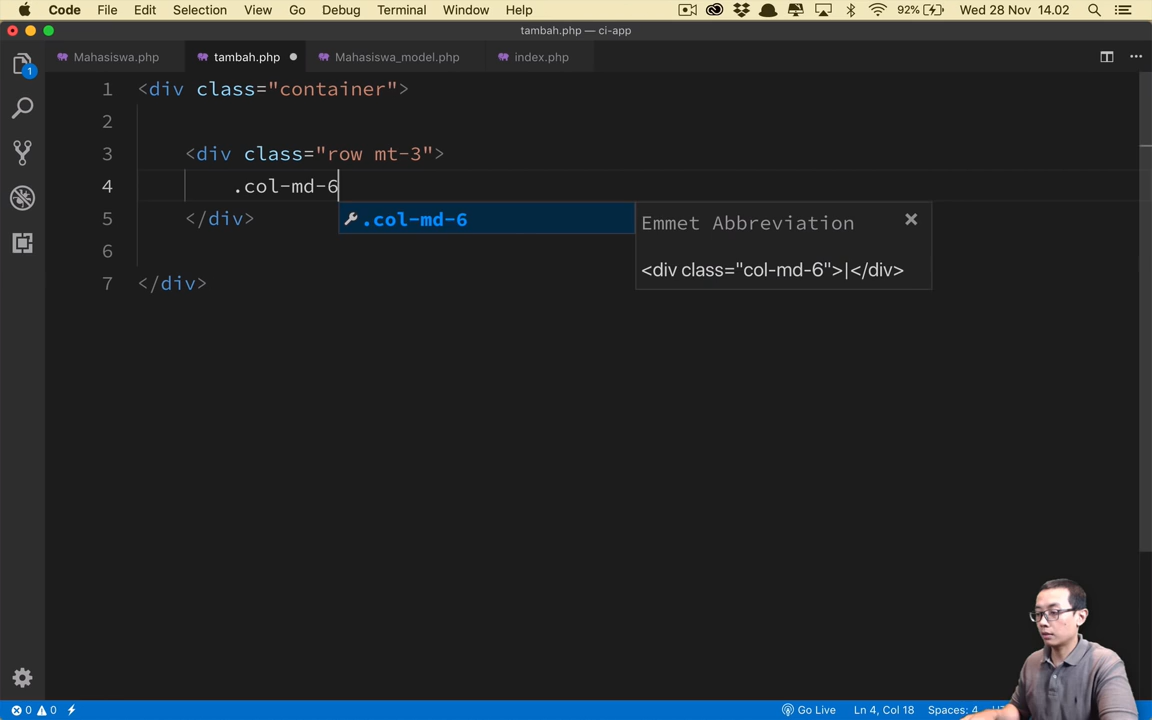 Code File Edit Selection View Go Debug Terminal Window Help 92% Wed 28 Nov 14.02
tambah.php — ci-app
Mahasiswa.php tambah.php Mahasiswa_model.php index.php
1 <div class="container">
2
3 <div class="row mt-3">
4 .col-md-6
5 </div>
6
7 </div>
.col-md-6
Emmet Abbreviation
<div class="col-md-6">|</div>
1
0 0 Go Live Ln 4, Col 18 Spaces: 4